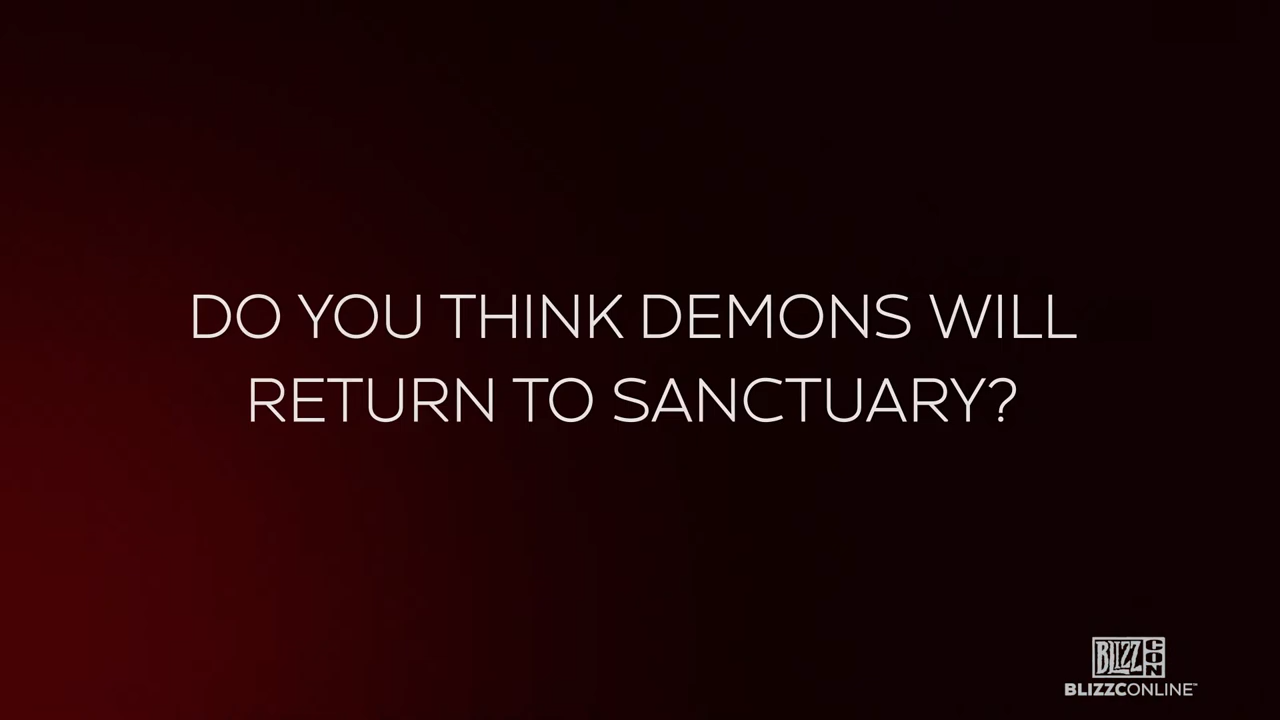 DO YOU THINK DEMONS WILL
RETURN TO SANCTUARY?
BLIZZ CON
BLIZZCONLINE™